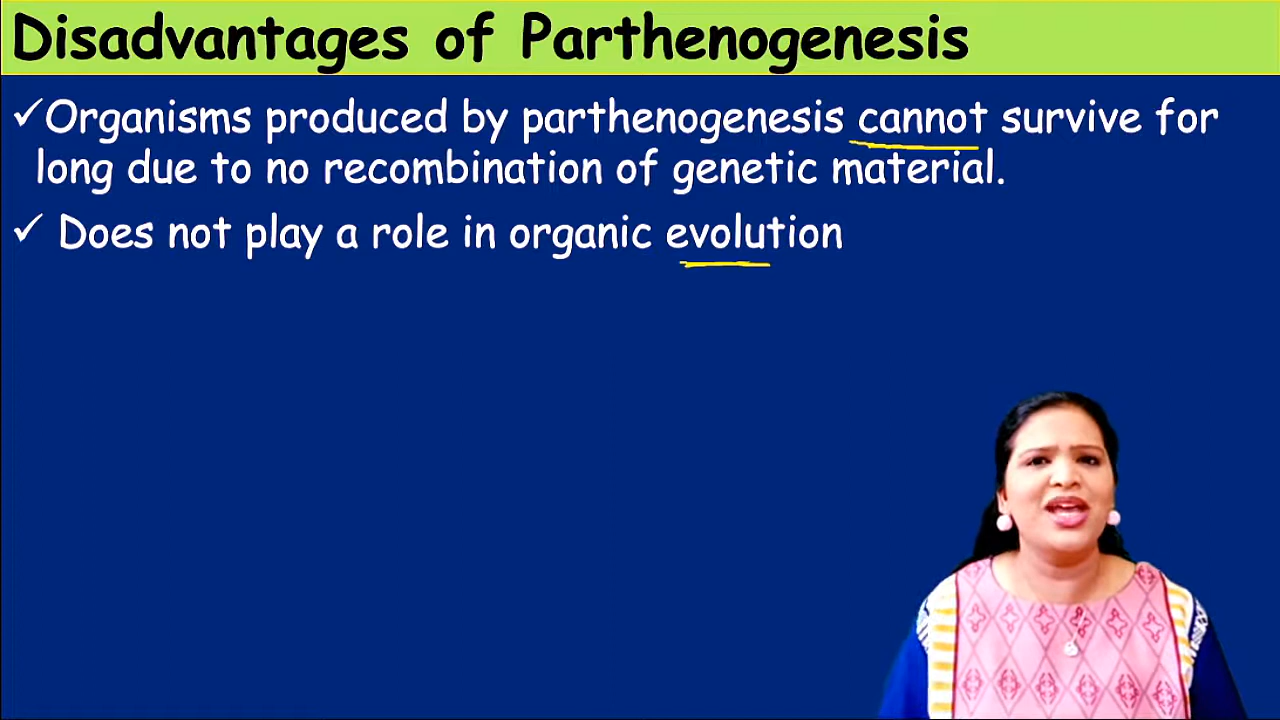 Disadvantages of Parthenogenesis
✓Organisms produced by parthenogenesis cannot survive for
long due to no recombination of genetic material.
✓ Does not play a role in organic evolution